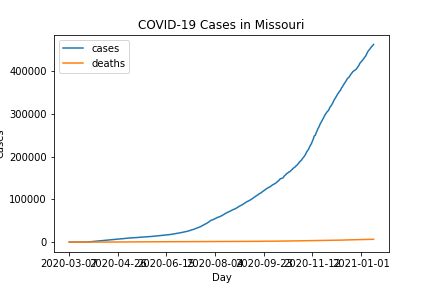 COVID-19 Cases in Missouri
cases
deaths
400000
300000
200000
100000
0
cases
2020-03-07 2020-04-26 2020-06-15 2020-08-04 2020-09-23 2020-11-12 2021-01-01
Day